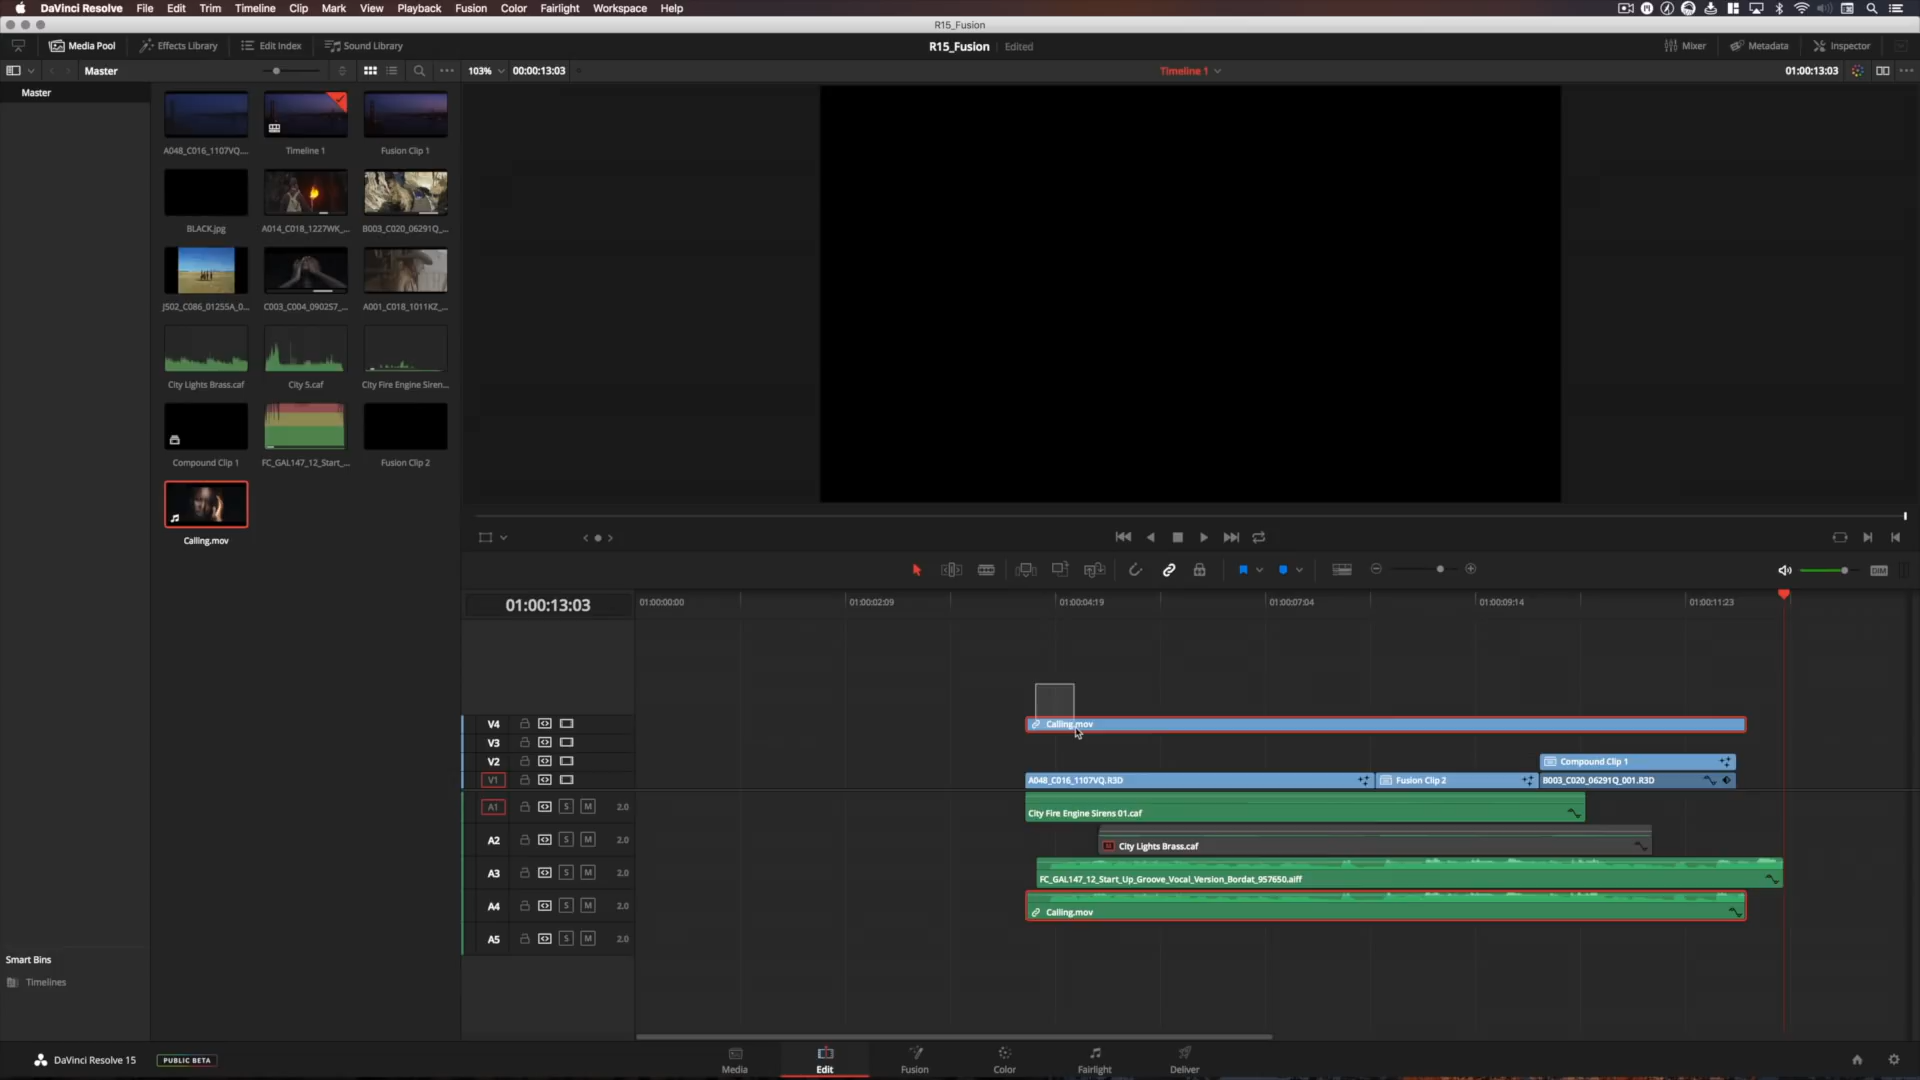 DaVinci Resolve File Edit Trim Timeline Clip Mark View Playback Fusion Color Fairlight Workspace Help
R15_Fusion
Media Pool Effects Library Edit Index Sound Library R15_Fusion Edited Mixer Metadata Inspector
Master 103% 00:00:13:03 Timeline 1 01:00:13:03
Master
A048_C016_1107VQ.... Timeline 1 Fusion Clip 1
BLACK.jpg A014_C018_1227WK_... B003_C020_06291Q_...
JS02_C086_01255A_0... C003_C004_0902S7_... A001_C018_1011KZ_...
City Lights Brass.caf City 5.caf City Fire Engine Siren...
Compound Clip 1 FC_GAL147_12_Start_... Fusion Clip 2
Calling.mov
DIM
01:00:13:03 01:00:00:00 01:00:02:09 01:00:04:19 01:00:07:04 01:00:09:14 01:00:11:23
V4 Calling.mov
V3
V2 Compound Clip 1
V1 A048_C016_1107VQ.R3D Fusion Clip 2 B003_C020_06291Q_001.R3D
A1 S M 2.0 City Fire Engine Sirens 01.caf
A2 S M 2.0 City Lights Brass.caf
A3 S M 2.0 FC_GAL147_12_Start_Up_Groove_Vocal_Version_Bordat_957650.aiff
A4 S M 2.0 Calling.mov
A5 S M 2.0
Smart Bins
Timelines
DaVinci Resolve 15 PUBLIC BETA Media Edit Fusion Color Fairlight Deliver